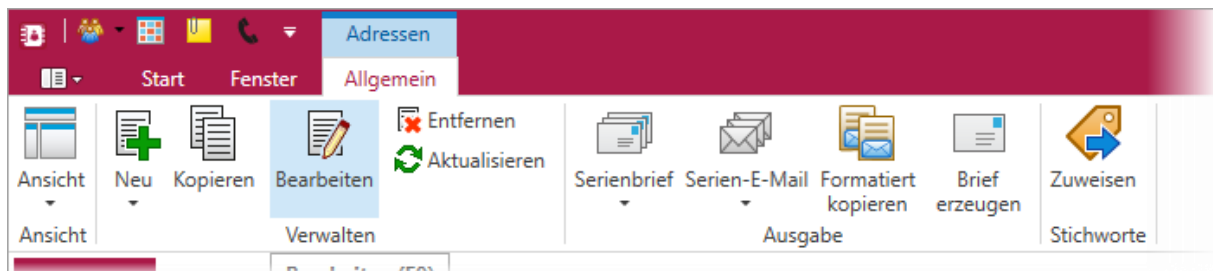 Adressen
Start Fenster Allgemein
Entfernen
Aktualisieren
Ansicht Neu Kopieren Bearbeiten Serienbrief Serien-E-Mail Formatiert kopieren Brief erzeugen Zuweisen
Ansicht Verwalten Ausgabe Stichworte